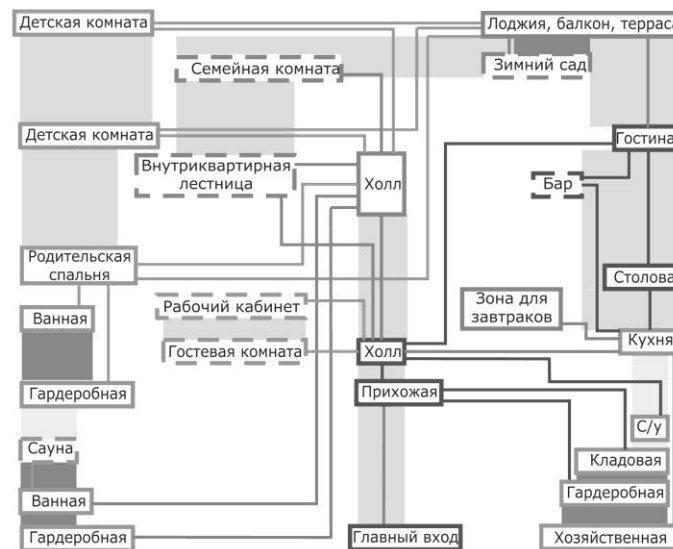 Детская комната
Лоджия, балкон, терраса
Семейная комната
Зимний сад
Детская комната
Гостина
Внутриквартирная
лестница
Холл
Бар
Родительская
спальня
Столова
Рабочий кабинет
Зона для
завтраков
Ванная
Гостевая комната
Холл
Кухня
Гардеробная
Прихожая
С/у
Сауна
Кладовая
Ванная
Гардеробная
Гардеробная
Главный вход
Хозяйственная